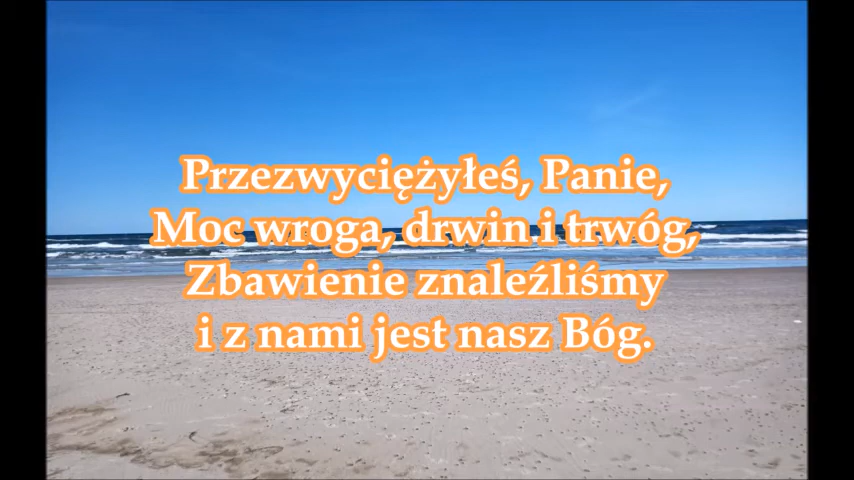 Przezwyciężyłeś, Panie,
Moc wroga, drwin i trwóg,
Zbawienie znaleźliśmy
i z nami jest nasz Bóg.